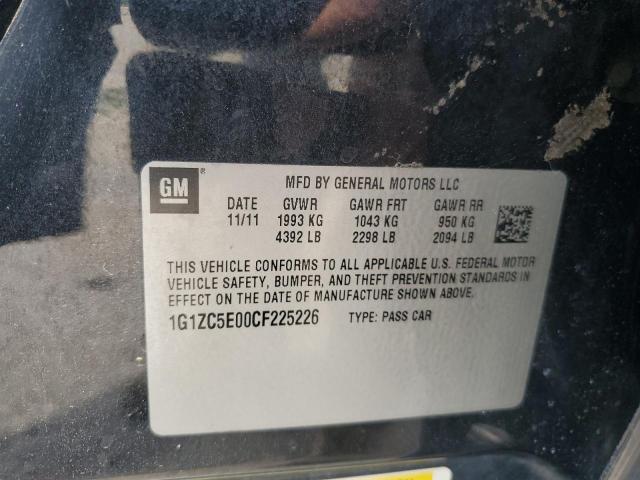 GM ®
MFD BY GENERAL MOTORS LLC
DATE GVWR GAWR FRT GAWR RR
11/11 1993 KG 1043 KG 950 KG
4392 LB 2298 LB 2094 LB
THIS VEHICLE CONFORMS TO ALL APPLICABLE U.S. FEDERAL MOTOR
VEHICLE SAFETY, BUMPER, AND THEFT PREVENTION STANDARDS IN
EFFECT ON THE DATE OF MANUFACTURE SHOWN ABOVE.
1G1ZC5E00CF225226 TYPE: PASS CAR